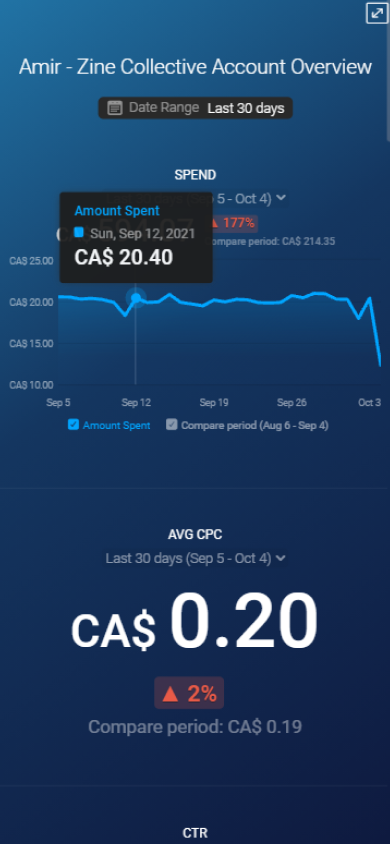 Amir - Zine Collective Account Overview
Date Range Last 30 days
SPEND
5 - Oct 4)
Amount Spent
Sun, Sep 12, 2021
CA$ 20.40
▲ 177%
ompare period: CA$ 214.35
CA$ 25.00
CA$ 20.00
CA$ 15.00
CA$ 10.00
Sep 5 Sep 12 Sep 19 Sep 26 Oct 3
Amount Spent Compare period (Aug 6 - Sep 4)
AVG CPC
Last 30 days (Sep 5 - Oct 4)
CA$ 0.20
▲ 2%
Compare period: CA$ 0.19
CTR